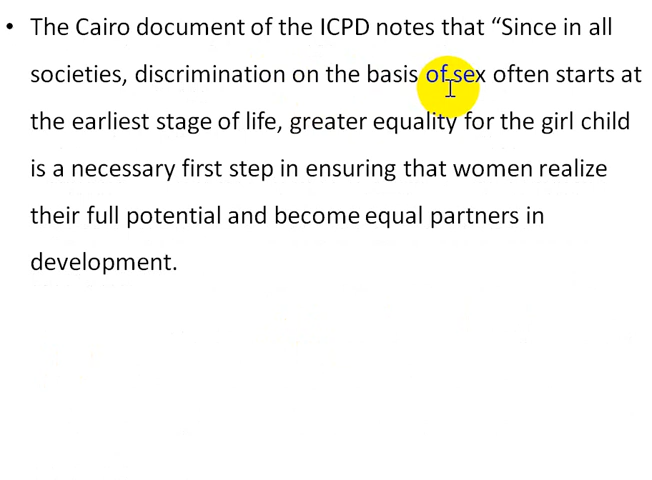 • The Cairo document of the ICPD notes that “Since in all
societies, discrimination on the basis of sex often starts at
the earliest stage of life, greater equality for the girl child
is a necessary first step in ensuring that women realize
their full potential and become equal partners in
development.